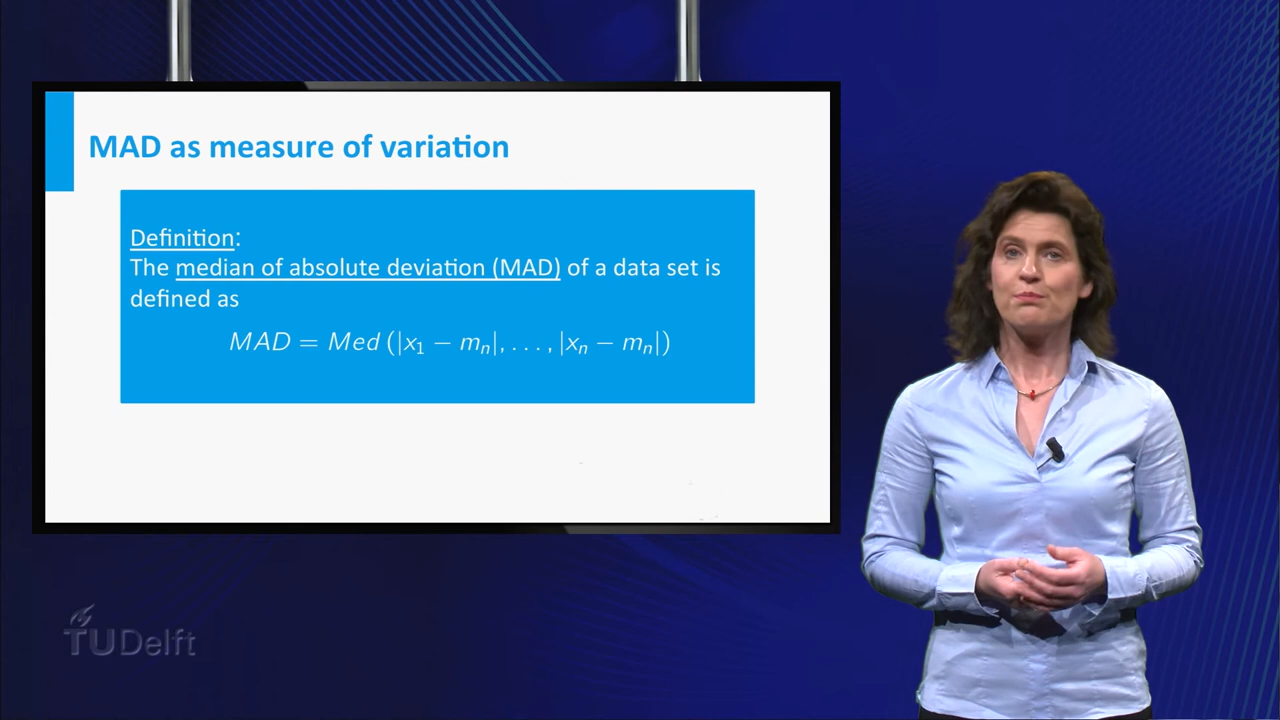 MAD as measure of variation
Definition:
The median of absolute deviation (MAD) of a data set is
defined as
MAD = Med (|x₁ − mₙ|, . . . , |xₙ − mₙ|)
TUDelft